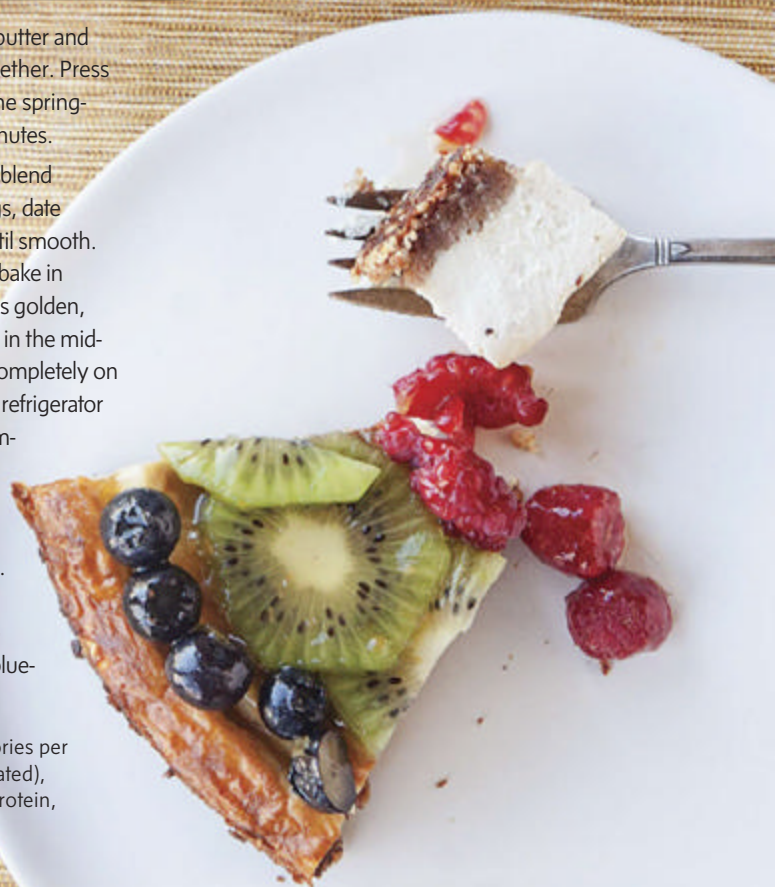 butter and
ether. Press
he spring-
nutes.
blend
s, date
til smooth.
bake in
s golden,
in the mid-
ompletely on
refrigerator
m-
.
lue-
ries per
ated),
rotein,